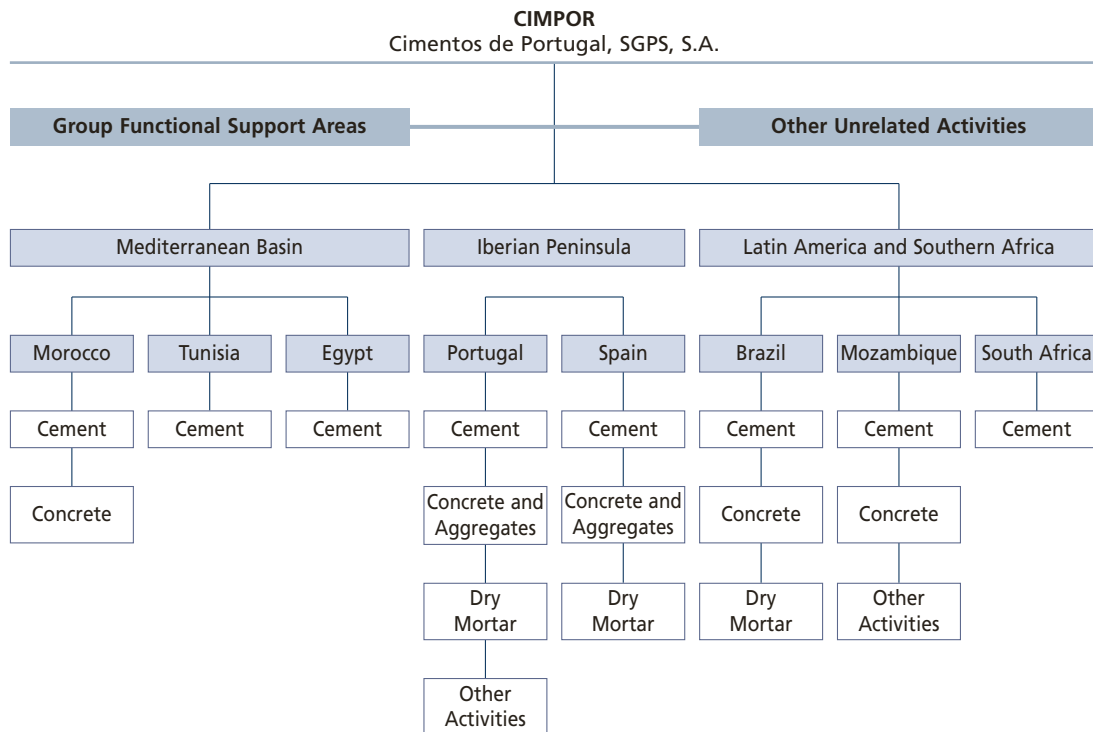 CIMPOR
Cimentos de Portugal, SGPS, S.A.
Group Functional Support Areas
Other Unrelated Activities
Mediterranean Basin
Iberian Peninsula
Latin America and Southern Africa
Morocco
Tunisia
Egypt
Portugal
Spain
Brazil
Mozambique
South Africa
Cement
Cement
Cement
Cement
Cement
Cement
Cement
Cement
Concrete
Concrete and
Aggregates
Concrete and
Aggregates
Concrete
Concrete
Dry
Mortar
Dry
Mortar
Dry
Mortar
Other
Activities
Other
Activities